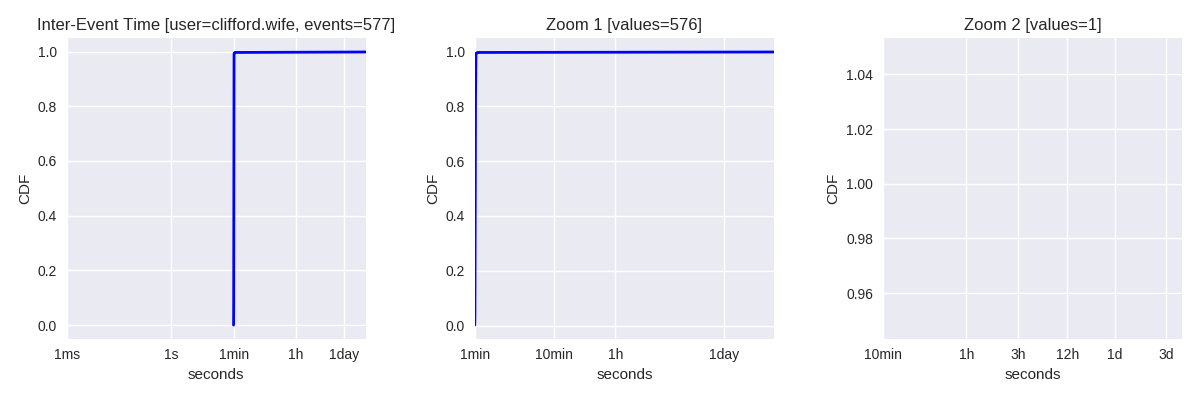 Inter-Event Time [user=clifford.wife, events=577]
1.0
0.8
0.6
0.4
0.2
0.0
CDF
1ms 1s 1min 1h 1day
seconds
Zoom 1 [values=576]
1.0
0.8
0.6
0.4
0.2
0.0
CDF
1min 10min 1h 1day
seconds
Zoom 2 [values=1]
1.04
1.02
1.00
0.98
0.96
CDF
10min 1h 3h 12h 1d 3d
seconds